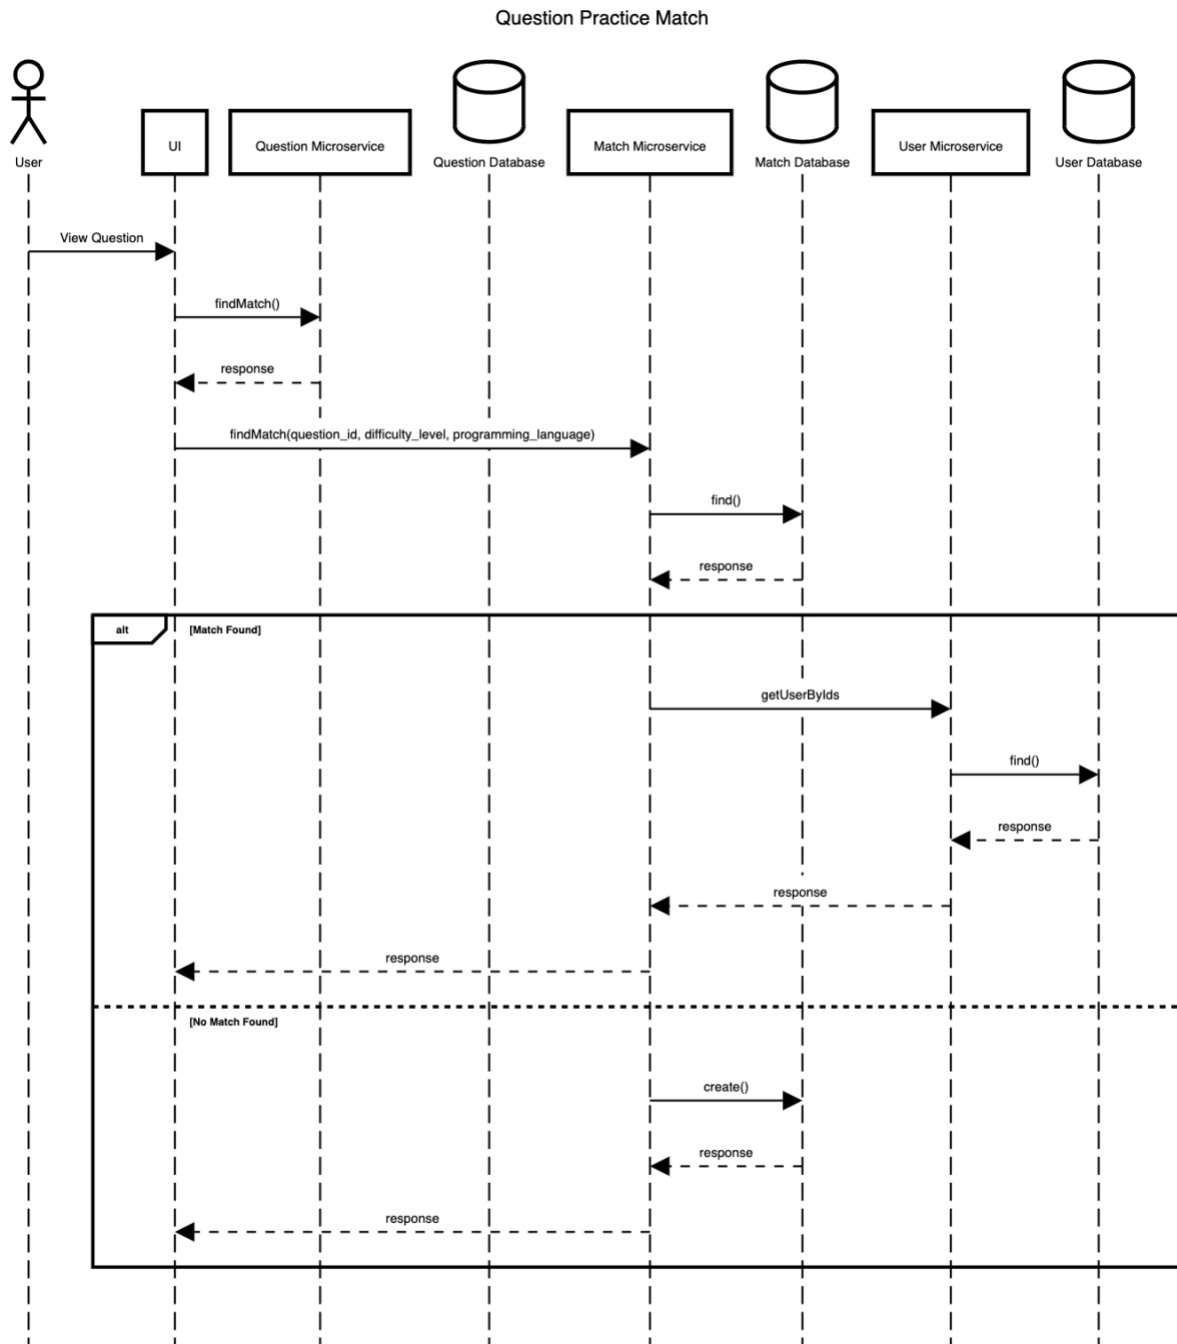 Question Practice Match
User
UI
Question Microservice
Question Database
Match Microservice
Match Database
User Microservice
User Database
View Question
findMatch()
response
findMatch(question_id, difficulty_level, programming_language)
find()
response
alt
[Match Found]
getUserByIds
find()
response
response
response
[No Match Found]
create()
response
response